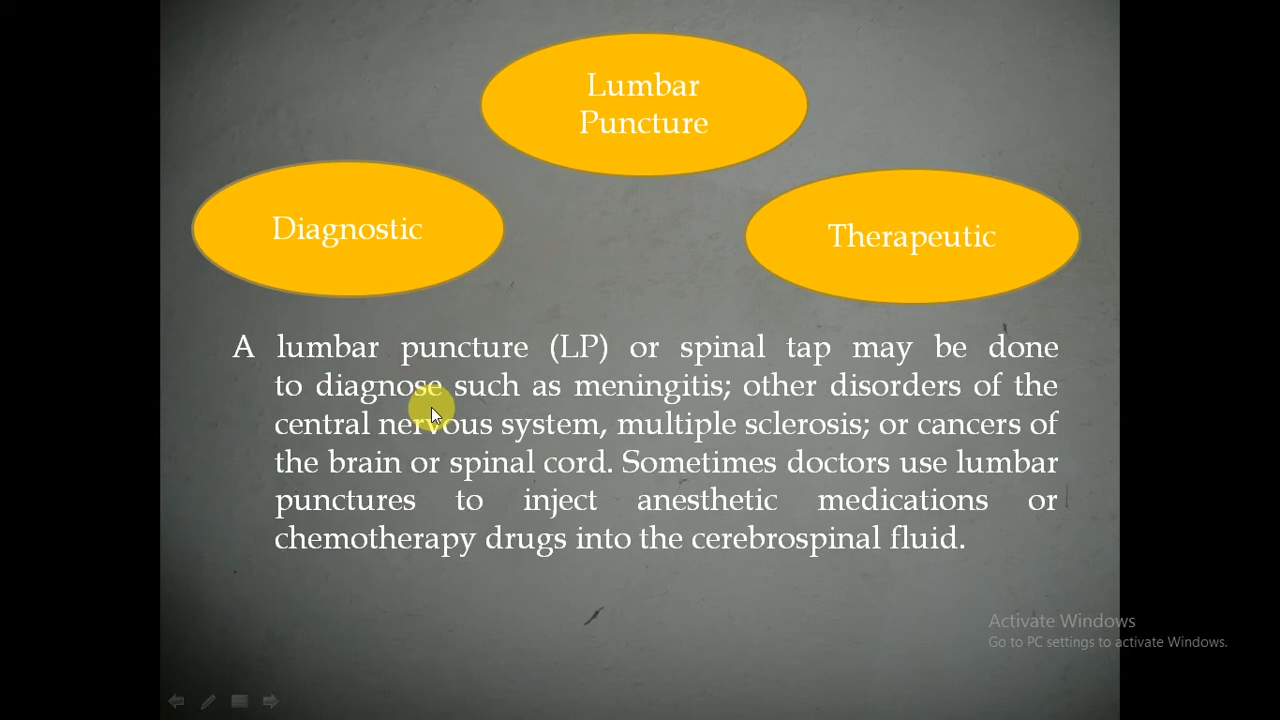 Lumbar
Puncture
Diagnostic
Therapeutic
A lumbar puncture (LP) or spinal tap may be done
to diagnose such as meningitis; other disorders of the
central nervous system, multiple sclerosis; or cancers of
the brain or spinal cord. Sometimes doctors use lumbar
punctures to inject anesthetic medications or
chemotherapy drugs into the cerebrospinal fluid.
Activate Windows
Go to PC settings to activate Windows.